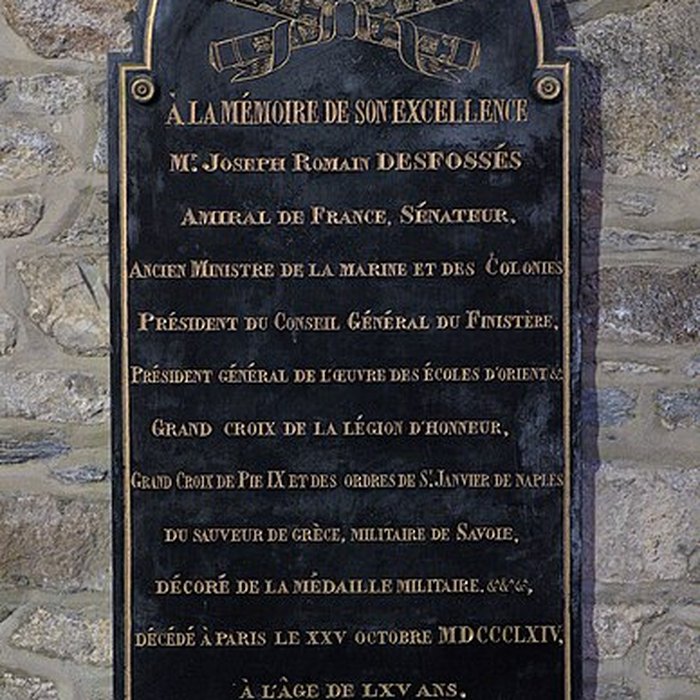 À LA MÉMOIRE DE SON EXCELLENCE
Mr. JOSEPH ROMAIN DESFOSSÉS
AMIRAL DE FRANCE, SÉNATEUR,
ANCIEN MINISTRE DE LA MARINE ET DES COLONIES
PRÉSIDENT DU CONSEIL GÉNÉRAL DU FINISTÈRE,
PRÉSIDENT GÉNÉRAL DE L'ŒUVRE DES ÉCOLES D'ORIENT &
GRAND CROIX DE LA LÉGION D'HONNEUR,
GRAND CROIX DE PIE IX ET DES ORDRES DE St. JANVIER DE NAPLES
DU SAUVEUR DE GRÈCE, MILITAIRE DE SAVOIE,
DÉCORÉ DE LA MÉDAILLE MILITAIRE. &&&,
DÉCÉDÉ À PARIS LE XXV OCTOBRE MDCCCLXIV,
À L'ÂGE DE LXV ANS.